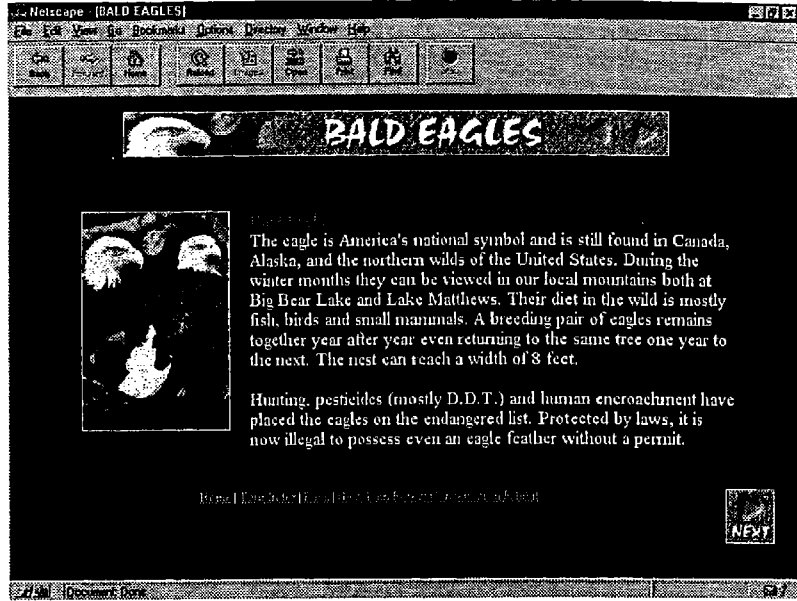 Netscape - [BALD EAGLES]
File Edit View Go Bookmarks Options Directory Window Help
Back Forward Home Reload Images Open Print Find Stop
BALD EAGLES
The eagle is America's national symbol and is still found in Canada,
Alaska, and the northern wilds of the United States. During the
winter months they can be viewed in our local mountains both at
Big Bear Lake and Lake Matthews. Their diet in the wild is mostly
fish, birds and small mammals. A breeding pair of eagles remains
together year after year even returning to the same tree one year to
the next. The nest can reach a width of 8 feet.
Hunting, pesticides (mostly D.D.T.) and human encroachment have
placed the eagles on the endangered list. Protected by laws, it is
now illegal to possess even an eagle feather without a permit.
Home |
NEXT
Document: Done